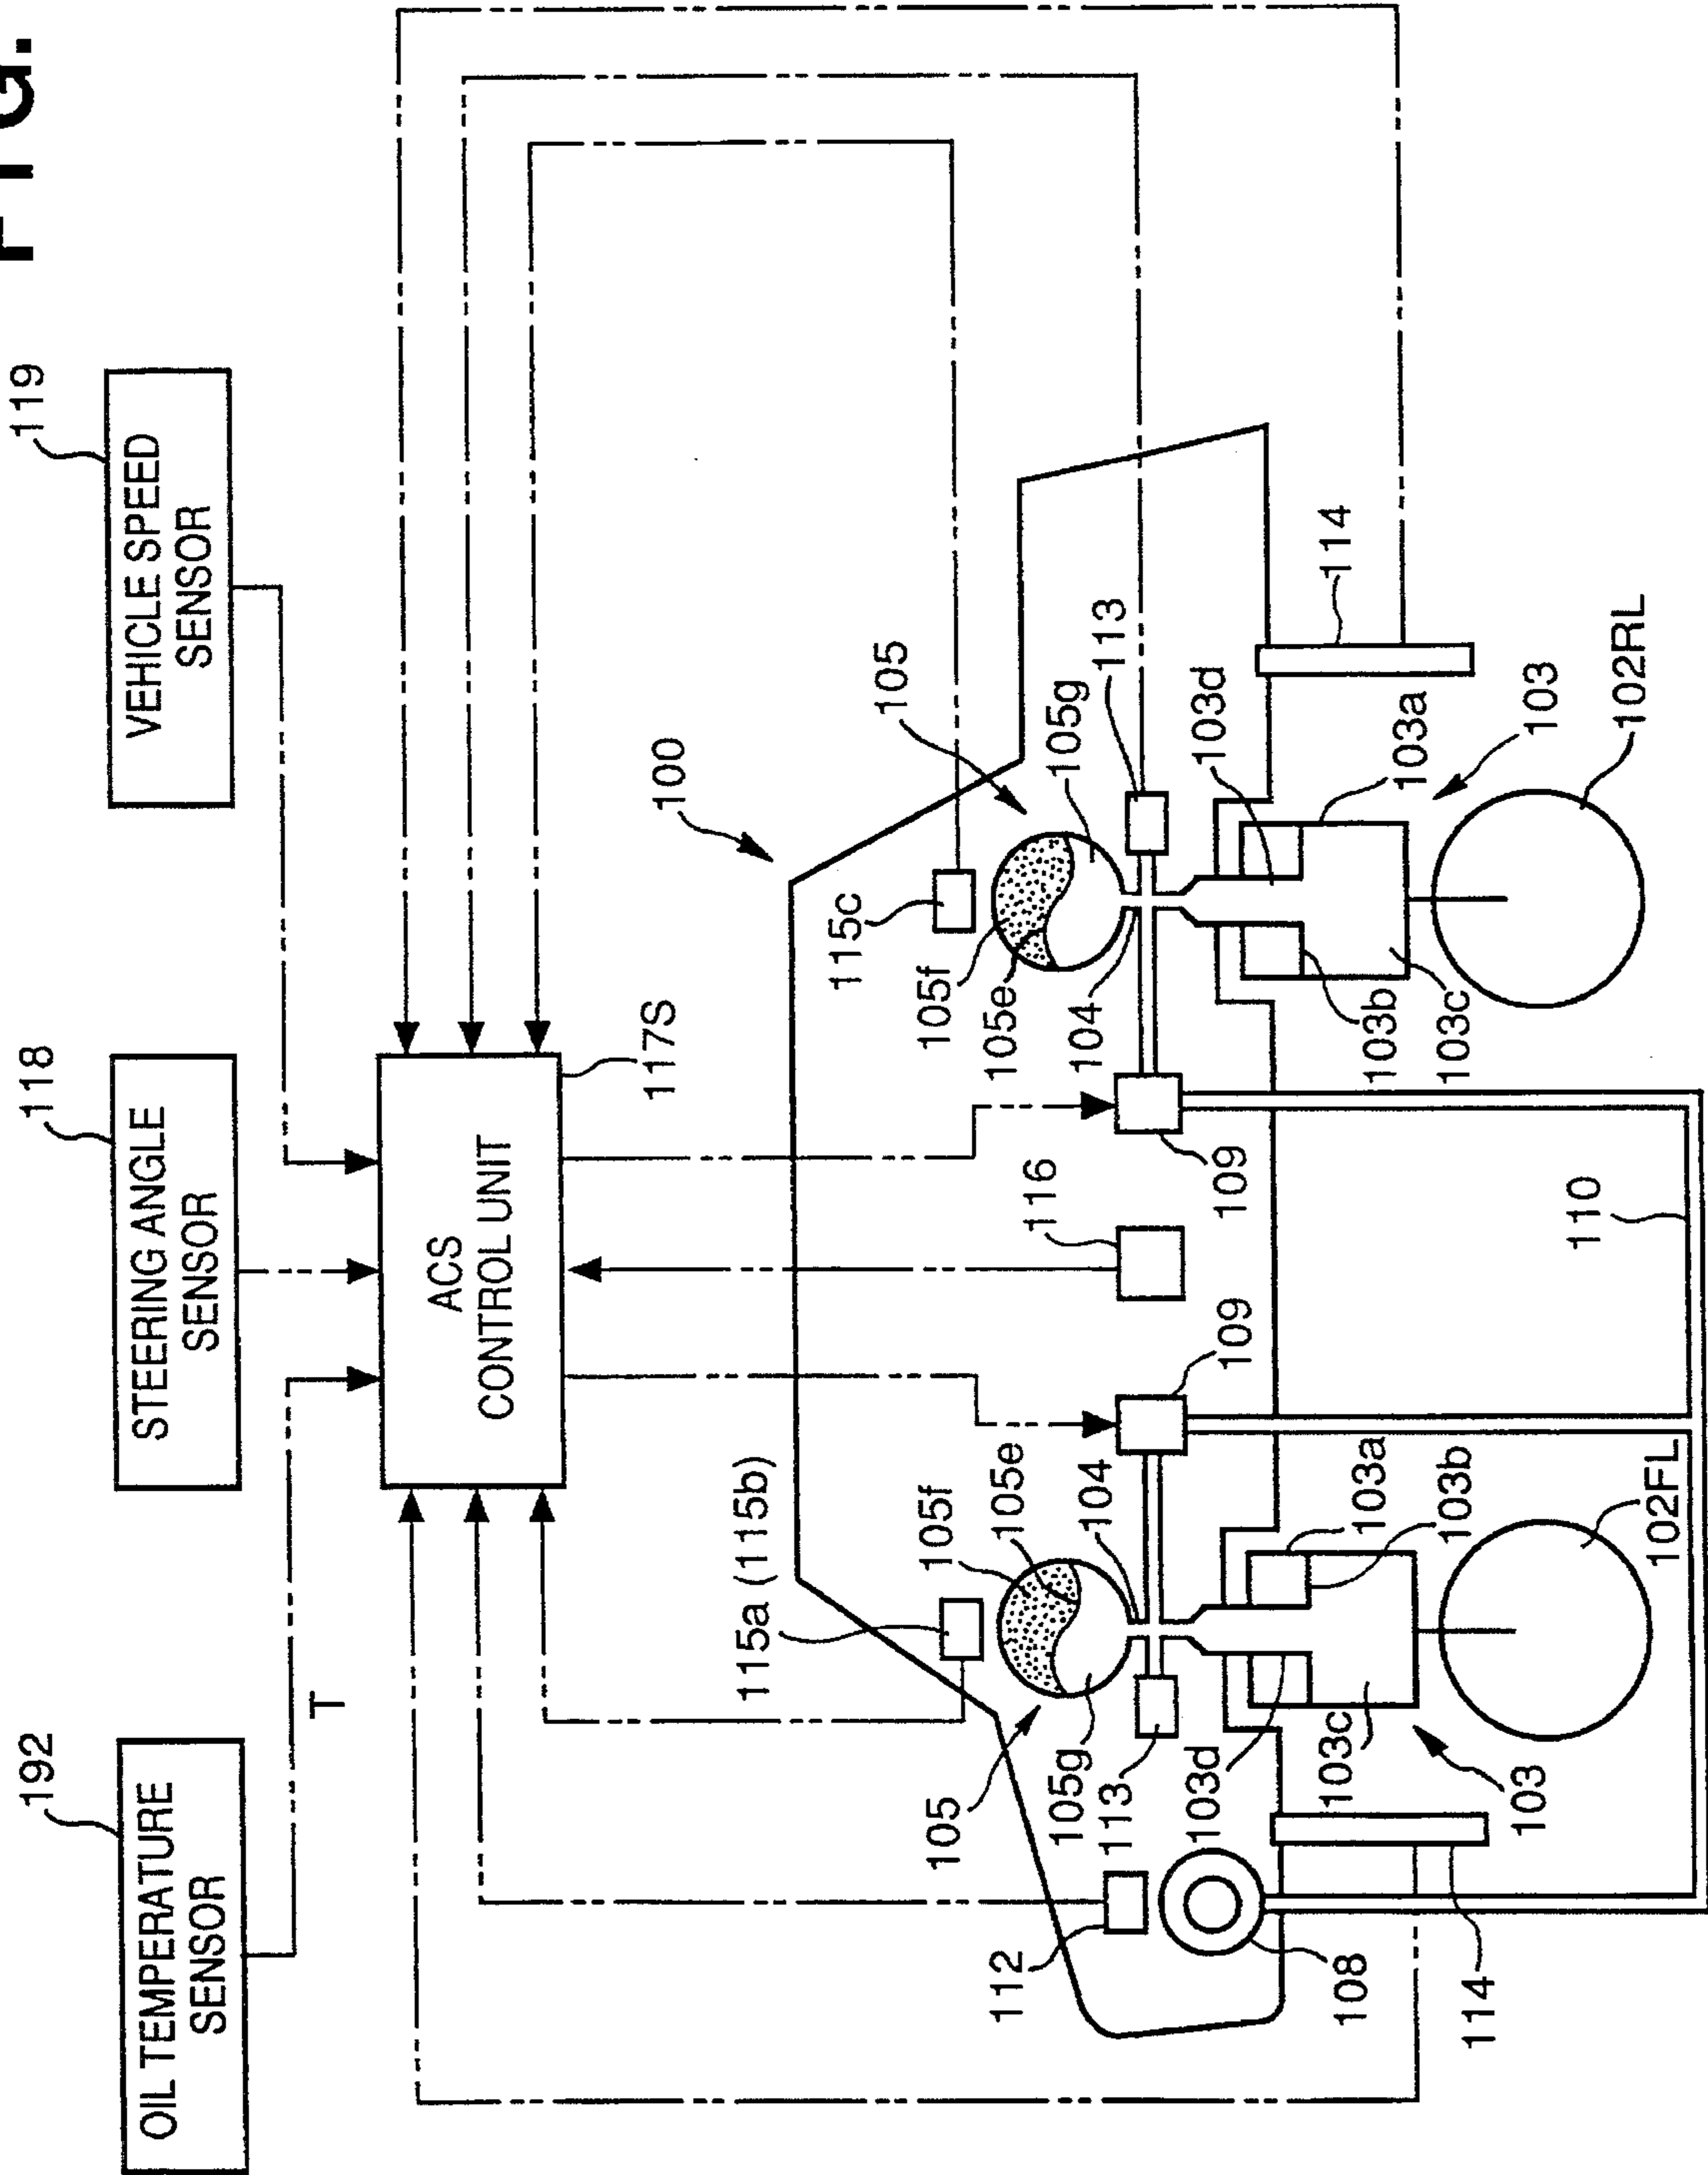 FIG.
192
OIL TEMPERATURE
SENSOR
118
STEERING ANGLE
SENSOR
119
VEHICLE SPEED
SENSOR
T
ACS
CONTROL UNIT
117S
100
115a (115b)
115c
105
105f
105e
105g
104
105f
105e
104
105
105g
112
113
103d
109
116
109
113
103d
108
114
103c
103
103a
103b
102FL
110
103b
103c
103a
103
114
102RL